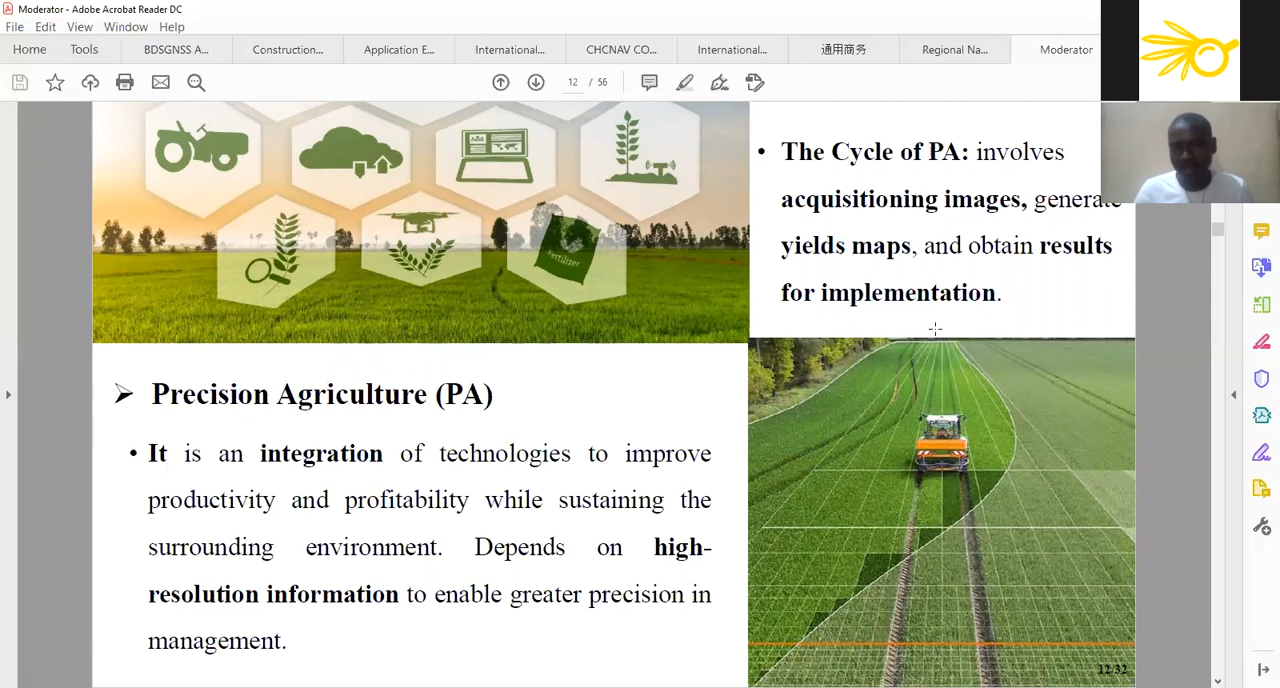 Moderator - Adobe Acrobat Reader DC
File Edit View Window Help
Home Tools BDSGNSS A... Construction... Application E... International... CHCNAV CO... International... 通用商务 Regional Na... Moderator
12 / 56
Fertilizer
• The Cycle of PA: involves
acquisitioning images, generate
yields maps, and obtain results
for implementation.
➢ Precision Agriculture (PA)
• It is an integration of technologies to improve
productivity and profitability while sustaining the
surrounding environment. Depends on high-
resolution information to enable greater precision in
management.
12/32